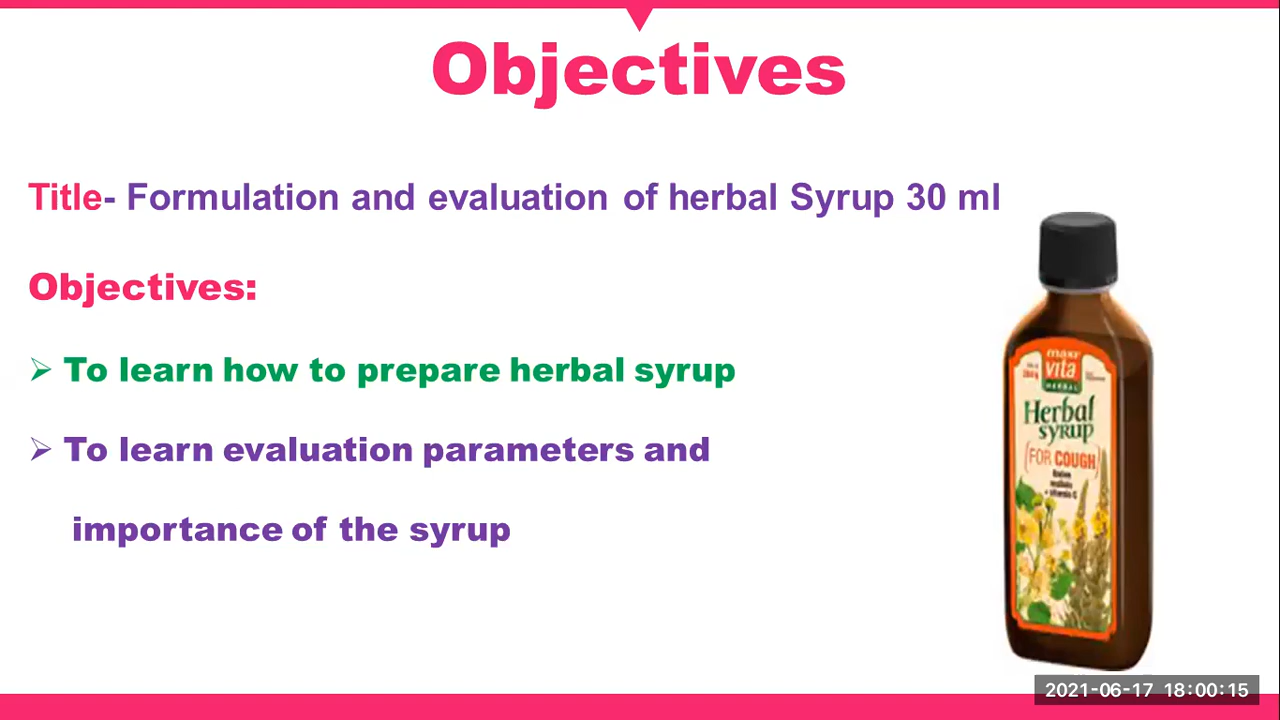 Objectives
Title- Formulation and evaluation of herbal Syrup 30 ml
Objectives:
➢ To learn how to prepare herbal syrup
➢ To learn evaluation parameters and
importance of the syrup
maxi
vita
HERBAL
Herbal
syrup
(FOR COUGH)
+ vitamin C
2021-06-17 18:00:15